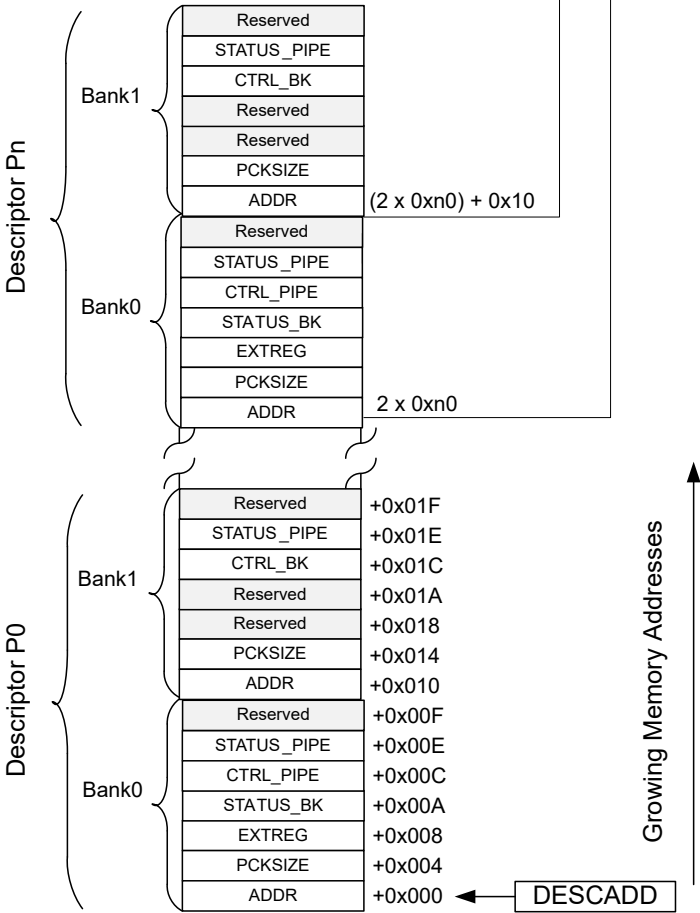 Reserved
STATUS_PIPE
CTRL_BK
Bank1
Reserved
Reserved
PCKSIZE
ADDR (2 x 0xn0) + 0x10
Descriptor Pn
Reserved
STATUS_PIPE
CTRL_PIPE
Bank0
STATUS_BK
EXTREG
PCKSIZE
ADDR 2 x 0xn0
Reserved +0x01F
STATUS_PIPE +0x01E
CTRL_BK +0x01C
Bank1
Reserved +0x01A
Reserved +0x018
PCKSIZE +0x014
ADDR +0x010
Descriptor P0
Reserved +0x00F
STATUS_PIPE +0x00E
CTRL_PIPE +0x00C
Bank0
STATUS_BK +0x00A
EXTREG +0x008
PCKSIZE +0x004
ADDR +0x000 DESCADD
Growing Memory Addresses